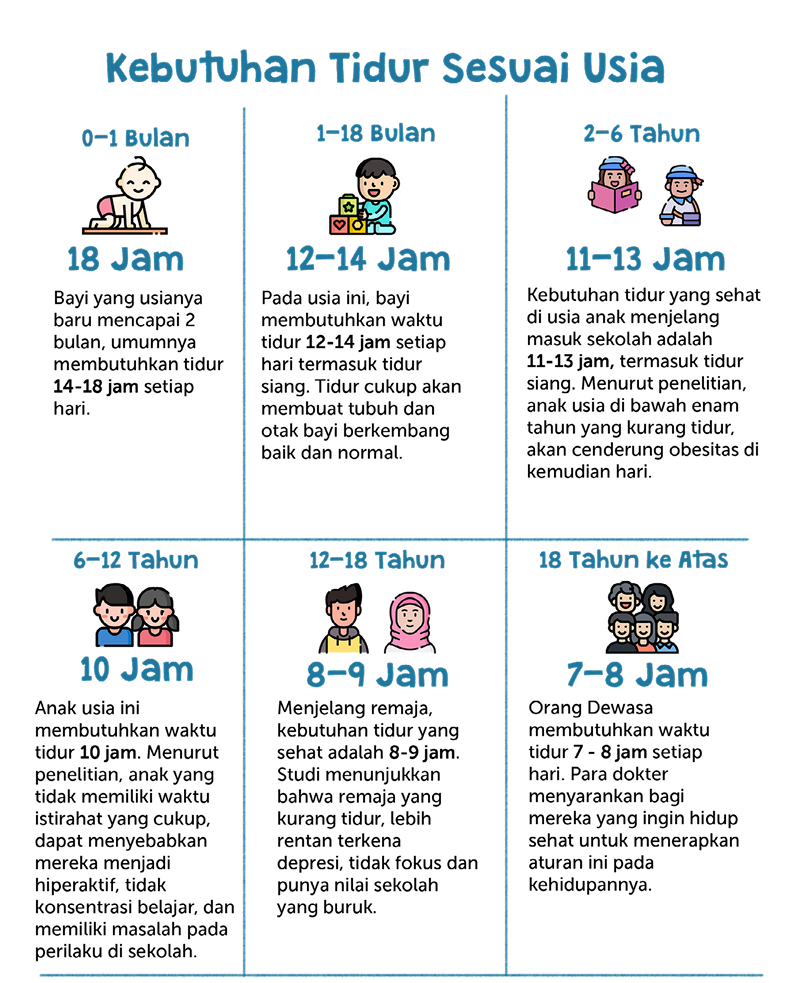 Kebutuhan Tidur Sesuai Usia
0-1 Bulan
18 Jam
Bayi yang usianya
baru mencapai 2
bulan, umumnya
membutuhkan tidur
14-18 jam setiap
hari.
1-18 Bulan
12-14 Jam
Pada usia ini, bayi
membutuhkan waktu
tidur 12-14 jam setiap
hari termasuk tidur
siang. Tidur cukup akan
membuat tubuh dan
otak bayi berkembang
baik dan normal.
2-6 Tahun
11-13 Jam
Kebutuhan tidur yang sehat
di usia anak menjelang
masuk sekolah adalah
11-13 jam, termasuk tidur
siang. Menurut penelitian,
anak usia di bawah enam
tahun yang kurang tidur,
akan cenderung obesitas di
kemudian hari.
6-12 Tahun
10 Jam
Anak usia ini
membutuhkan waktu
tidur 10 jam. Menurut
penelitian, anak yang
tidak memiliki waktu
istirahat yang cukup,
dapat menyebabkan
mereka menjadi
hiperaktif, tidak
konsentrasi belajar, dan
memiliki masalah pada
perilaku di sekolah.
12-18 Tahun
8-9 Jam
Menjelang remaja,
kebutuhan tidur yang
sehat adalah 8-9 jam.
Studi menunjukkan
bahwa remaja yang
kurang tidur, lebih
rentan terkena
depresi, tidak fokus dan
punya nilai sekolah
yang buruk.
18 Tahun ke Atas
7-8 Jam
Orang Dewasa
membutuhkan waktu
tidur 7 - 8 jam setiap
hari. Para dokter
menyarankan bagi
mereka yang ingin hidup
sehat untuk menerapkan
aturan ini pada
kehidupannya.